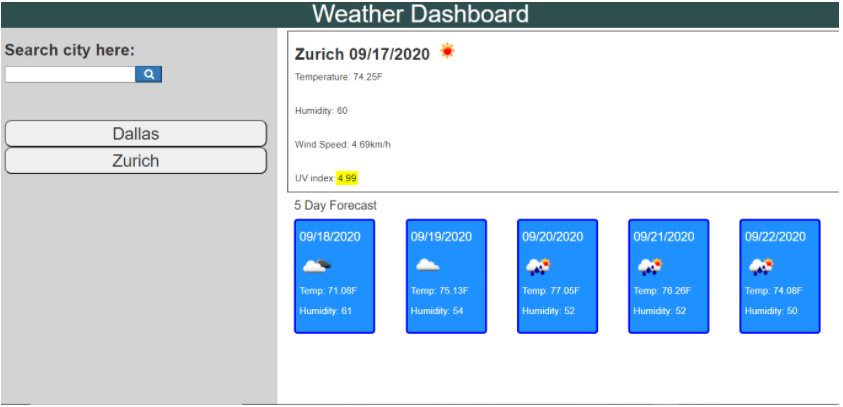 Weather Dashboard
Search city here:
Dallas
Zurich
Zurich 09/17/2020
Temperature: 74.25F
Humidity: 60
Wind Speed: 4.69km/h
UV index: 4.99
5 Day Forecast
09/18/2020
Temp: 71.08F
Humidity: 61
09/19/2020
Temp: 75.13F
Humidity: 54
09/20/2020
Temp: 77.05F
Humidity: 52
09/21/2020
Temp: 76.26F
Humidity: 52
09/22/2020
Temp: 74.08F
Humidity: 50